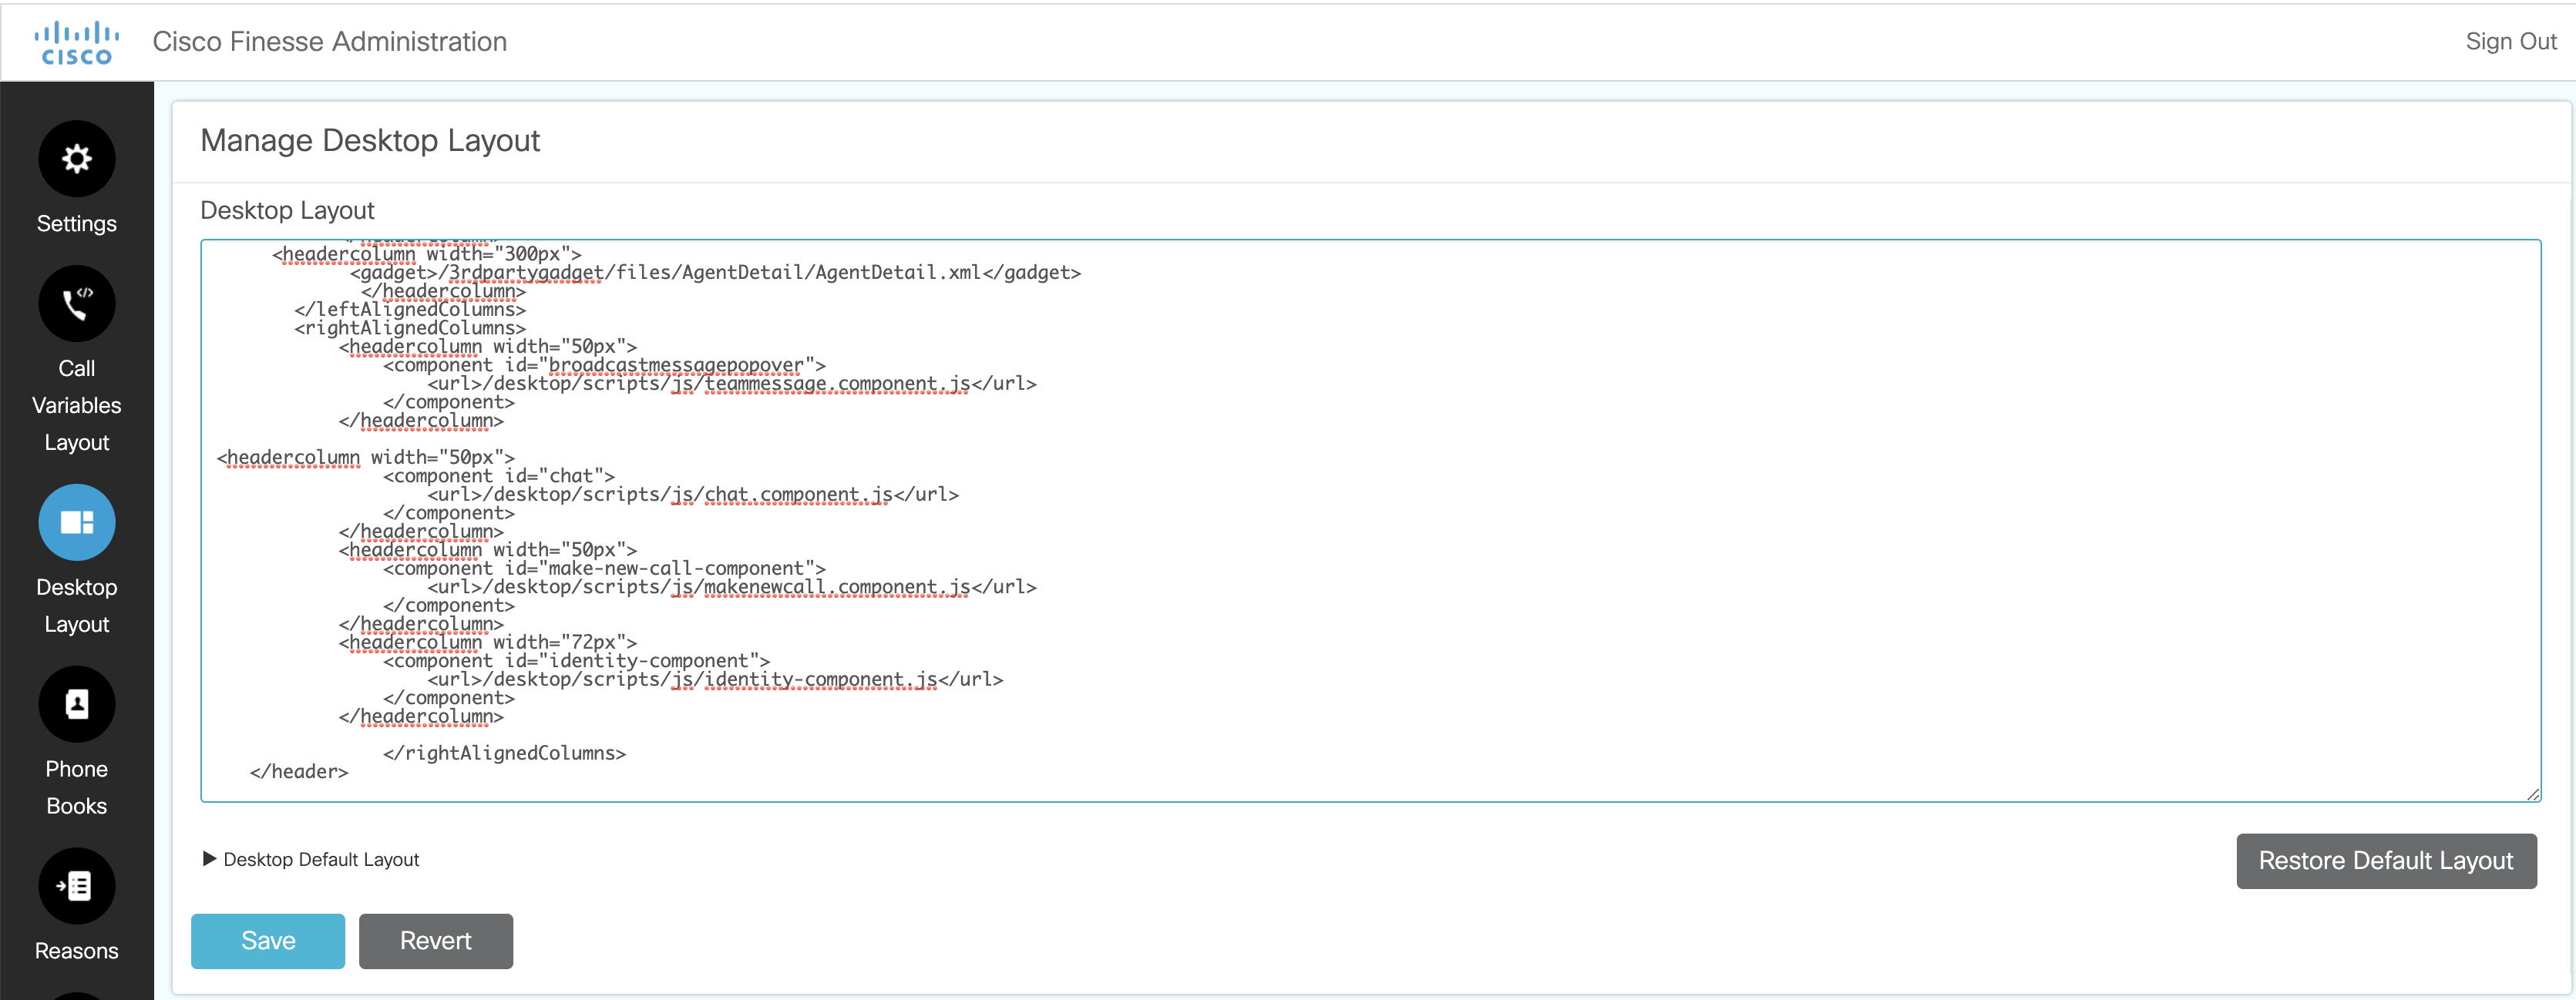 CISCO
Cisco Finesse Administration
Sign Out
Settings
Call
Variables
Layout
Desktop
Layout
Phone
Books
Reasons
Manage Desktop Layout
Desktop Layout
<headercolumn width="300px">
<gadget>/3rdpartygadget/files/AgentDetail/AgentDetail.xml</gadget>
</headercolumn>
</leftAlignedColumns>
<rightAlignedColumns>
<headercolumn width="50px">
<component id="broadcastmessagepopover">
<url>/desktop/scripts/js/teammessage.component.js</url>
</component>
</headercolumn>
<headercolumn width="50px">
<component id="chat">
<url>/desktop/scripts/js/chat.component.js</url>
</component>
</headercolumn>
<headercolumn width="50px">
<component id="make-new-call-component">
<url>/desktop/scripts/js/makenewcall.component.js</url>
</component>
</headercolumn>
<headercolumn width="72px">
<component id="identity-component">
<url>/desktop/scripts/js/identity-component.js</url>
</component>
</headercolumn>
</rightAlignedColumns>
</header>
Desktop Default Layout
Restore Default Layout
Save
Revert